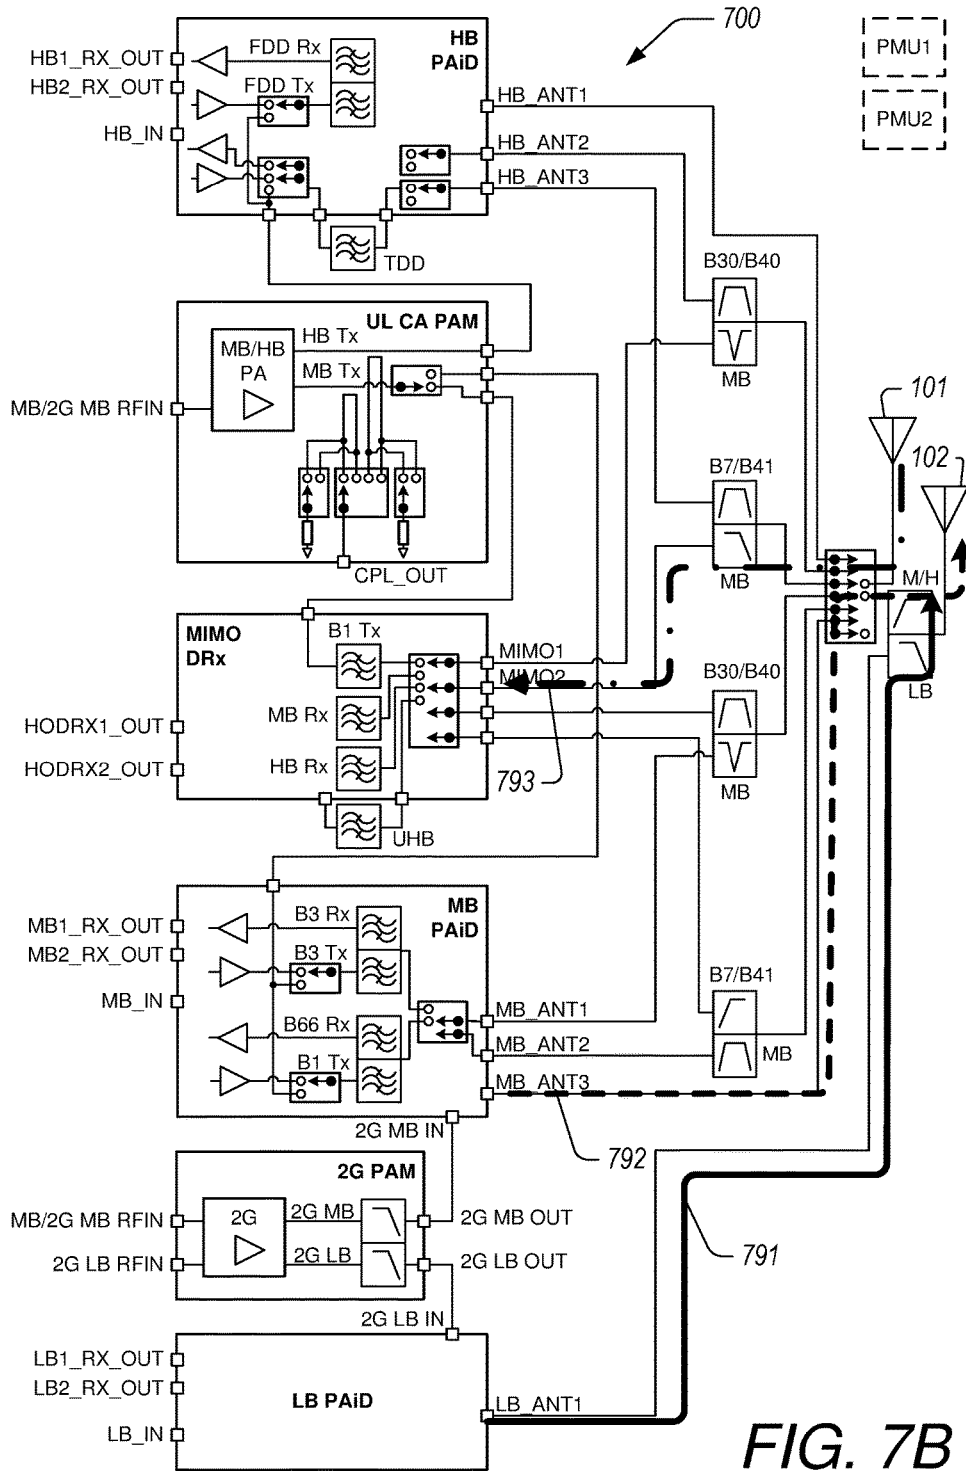 700
PMU1
PMU2
HB
PAiD
HB1_RX_OUT
HB2_RX_OUT
HB_IN
FDD Rx
FDD Tx
HB_ANT1
HB_ANT2
HB_ANT3
TDD
B30/B40
MB
UL CA PAM
MB/HB
PA
HB Tx
MB Tx
MB/2G MB RFIN
CPL_OUT
B7/B41
MB
101
102
M/H
LB
MIMO
DRx
B1 Tx
MB Rx
HB Rx
UHB
HODRX1_OUT
HODRX2_OUT
MIMO1
MIMO2
793
B30/B40
MB
MB
PAiD
MB1_RX_OUT
MB2_RX_OUT
MB_IN
B3 Rx
B3 Tx
B66 Rx
B1 Tx
MB_ANT1
MB_ANT2
MB_ANT3
B7/B41
MB
792
2G MB IN
2G PAM
MB/2G MB RFIN
2G LB RFIN
2G
2G MB
2G LB
2G MB OUT
2G LB OUT
791
2G LB IN
LB1_RX_OUT
LB2_RX_OUT
LB_IN
LB PAiD
LB_ANT1
FIG. 7B